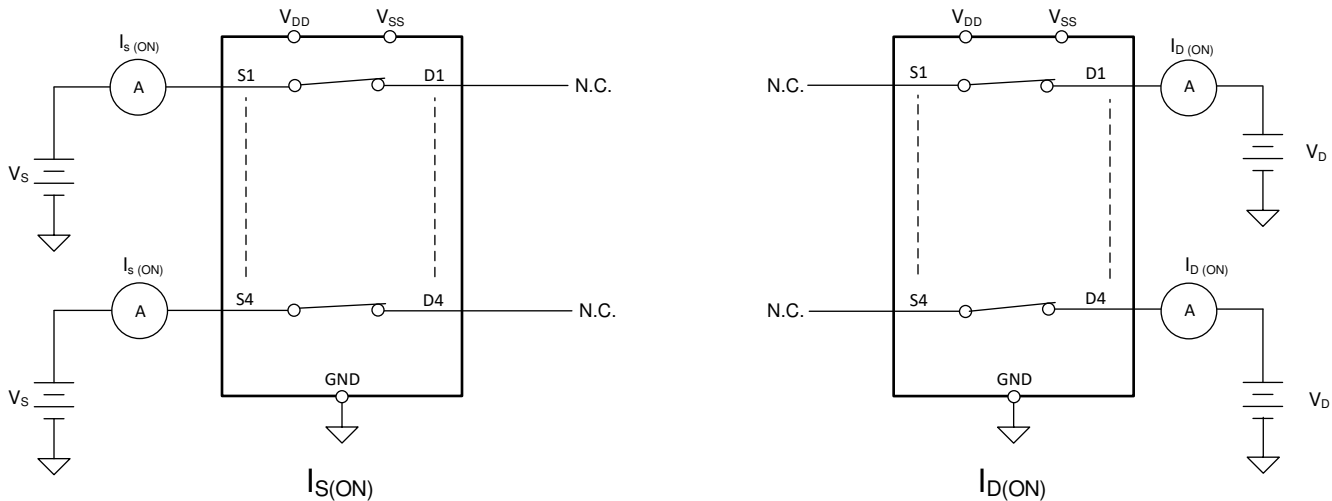 VDD VSS
Is (ON)
A
S1 D1
N.C.
VS
Is (ON)
A
S4 D4
N.C.
VS
GND
IS(ON)
VDD VSS
ID (ON)
N.C.
S1 D1
A
VD
ID (ON)
N.C.
S4 D4
A
VD
GND
ID(ON)